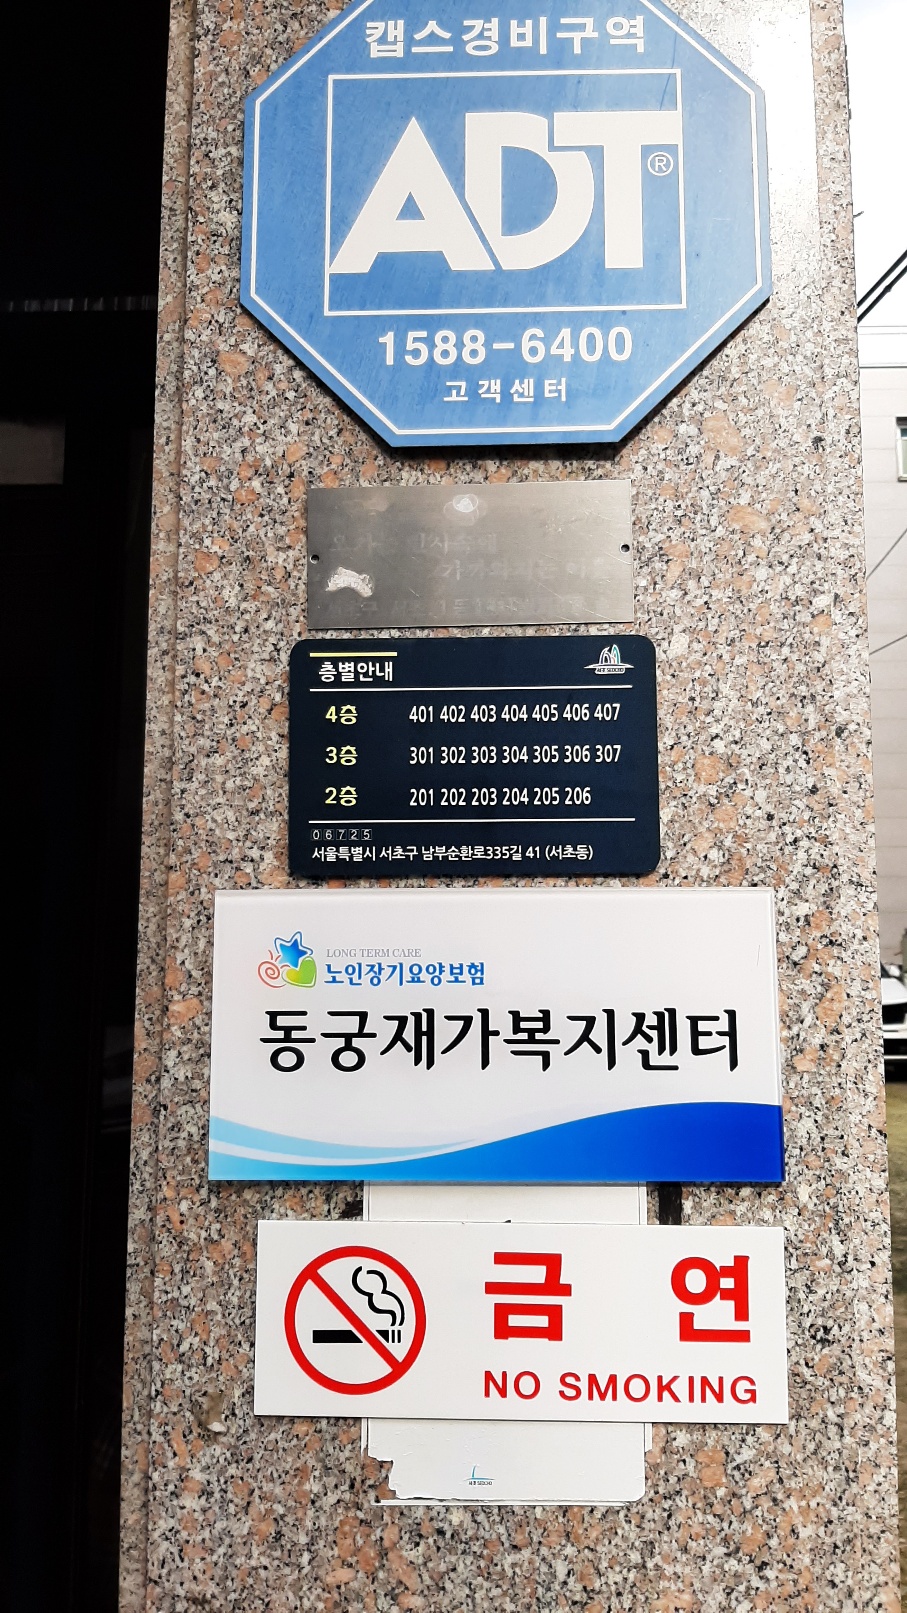 캡스경비구역
ADT®
1588-6400
고객센터
층별안내
4층 401 402 403 404 405 406 407
3층 301 302 303 304 305 306 307
2층 201 202 203 204 205 206
06725
서울특별시 서초구 남부순환로335길 41 (서초동)
LONG TERM CARE
노인장기요양보험
동궁재가복지센터
금연
NO SMOKING